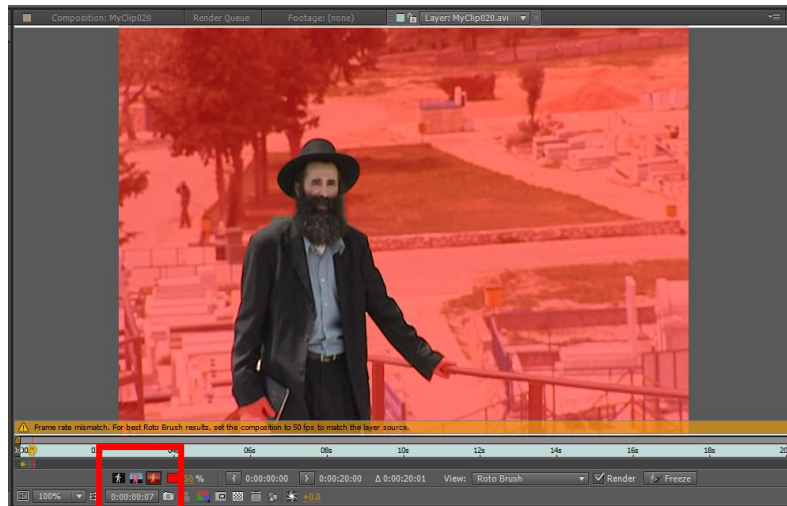 Composition: MyClip020 Render Queue Footage: (none) Layer: MyClip020.avi
Frame rate mismatch. For best Roto Brush results, set the composition to 50 fps to match the layer source.
04s 06s 08s 10s 12s 14s 16s 18s 20
50 % 0:00:00:00 0:00:20:00 Δ 0:00:20:01 View: Roto Brush Render Freeze
100% 0:00:00:07 +0.0